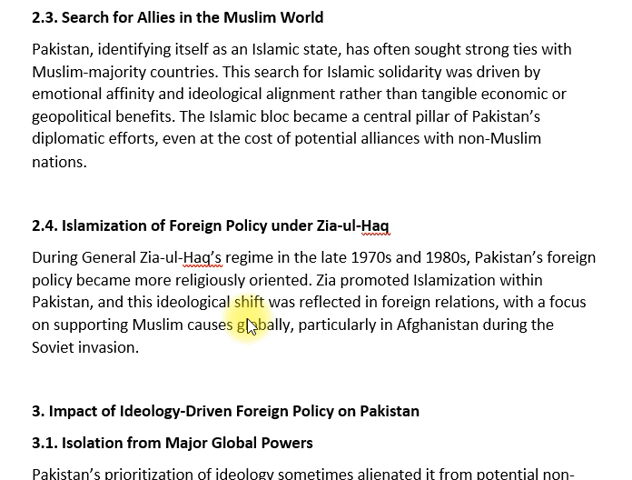 2.3. Search for Allies in the Muslim World
Pakistan, identifying itself as an Islamic state, has often sought strong ties with
Muslim-majority countries. This search for Islamic solidarity was driven by
emotional affinity and ideological alignment rather than tangible economic or
geopolitical benefits. The Islamic bloc became a central pillar of Pakistan’s
diplomatic efforts, even at the cost of potential alliances with non-Muslim
nations.
2.4. Islamization of Foreign Policy under Zia-ul-Haq
During General Zia-ul-Haq’s regime in the late 1970s and 1980s, Pakistan’s foreign
policy became more religiously oriented. Zia promoted Islamization within
Pakistan, and this ideological shift was reflected in foreign relations, with a focus
on supporting Muslim causes globally, particularly in Afghanistan during the
Soviet invasion.
3. Impact of Ideology-Driven Foreign Policy on Pakistan
3.1. Isolation from Major Global Powers
Pakistan’s prioritization of ideology sometimes alienated it from potential non-